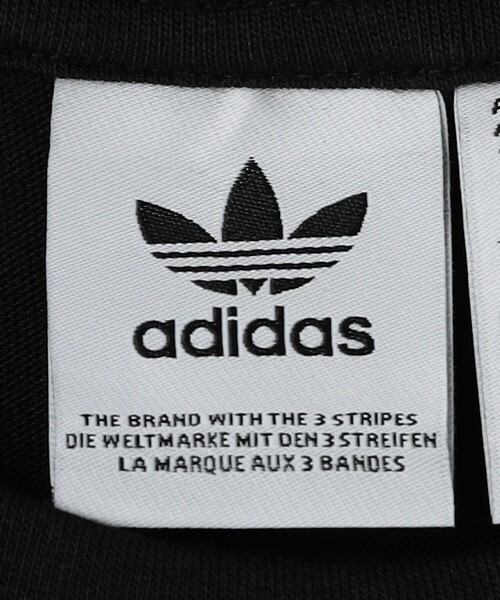 adidas
THE BRAND WITH THE 3 STRIPES
DIE WELTMARKE MIT DEN 3 STREIFEN
LA MARQUE AUX 3 BANDES